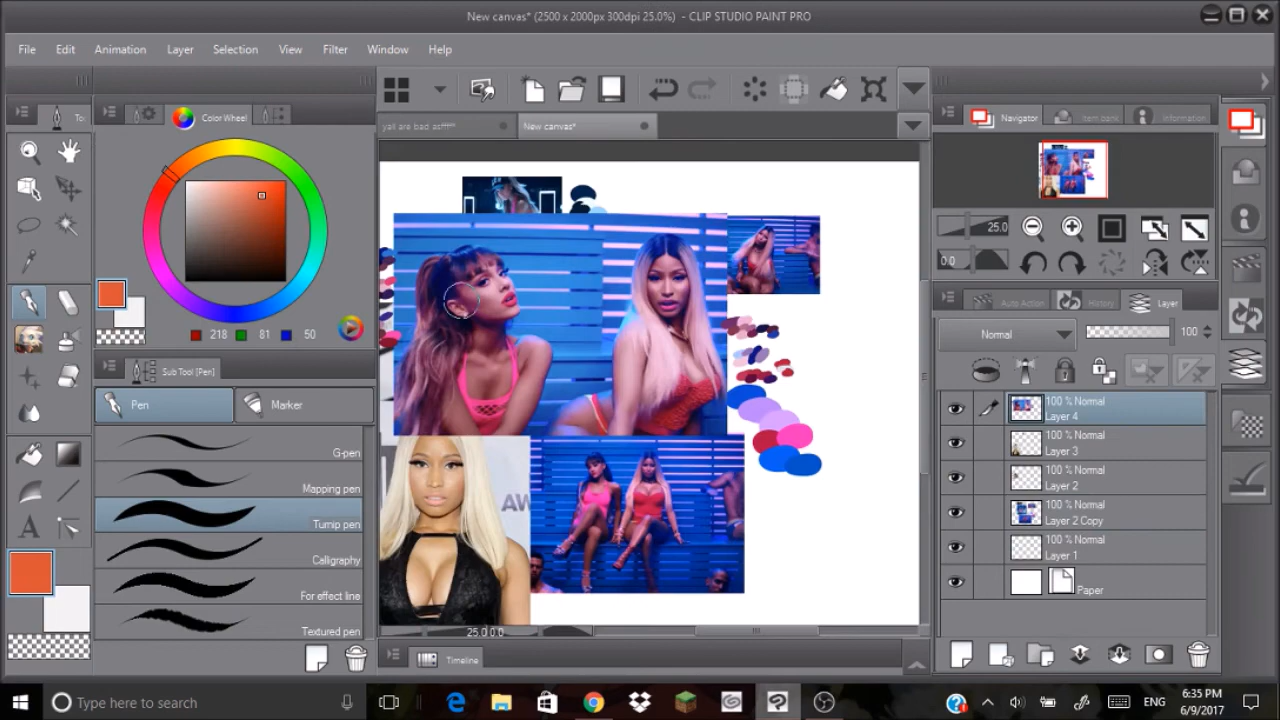 New canvas* (2500 x 2000px 300dpi 25.0%) - CLIP STUDIO PAINT PRO
File Edit Animation Layer Selection View Filter Window Help
To:
Color Wheel
Navigator
Item bank
Information
yall are bad asffff*
New canvas*
25.0
0.0
218 81 50
Auto Action
History
Layer
Sub Tool [Pen]
Normal
100
Pen
Marker
G-pen
Mapping pen
Turnip pen
Calligraphy
For effect line
Textured pen
100 % Normal
Layer 4
100 % Normal
Layer 3
100 % Normal
Layer 2
100 % Normal
Layer 2 Copy
100 % Normal
Layer 1
Paper
AW
A
25.0 0.0
Timeline
Type here to search
ENG
6:35 PM
6/9/2017